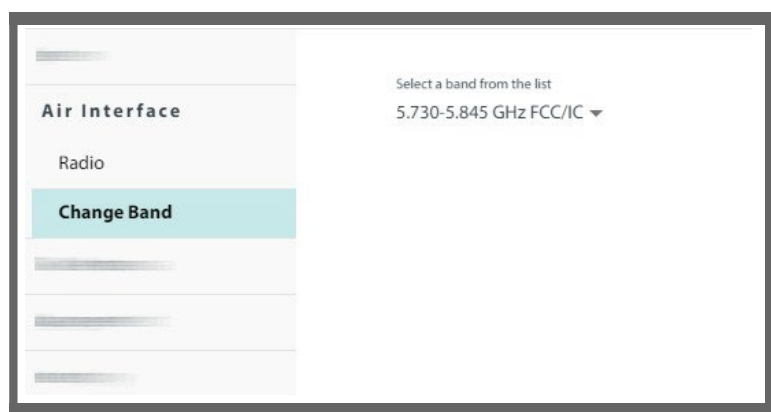 Air Interface
Radio
Change Band
Select a band from the list
5.730-5.845 GHz FCC/IC